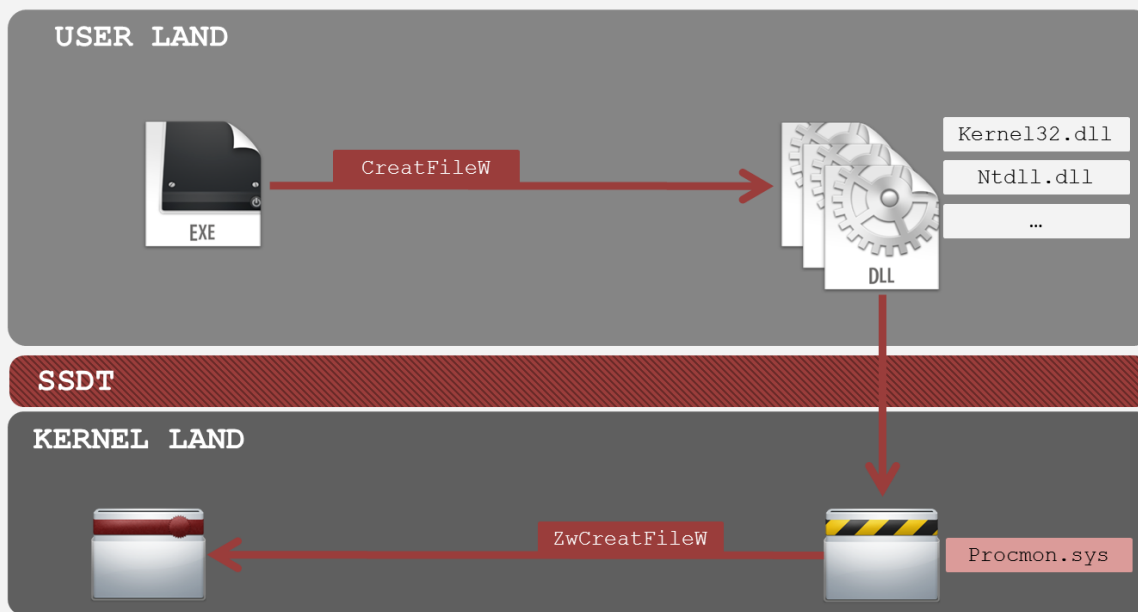 USER LAND
EXE
CreatFileW
DLL
Kernel32.dll
Ntdll.dll
…
SSDT
KERNEL LAND
ZwCreatFileW
Procmon.sys